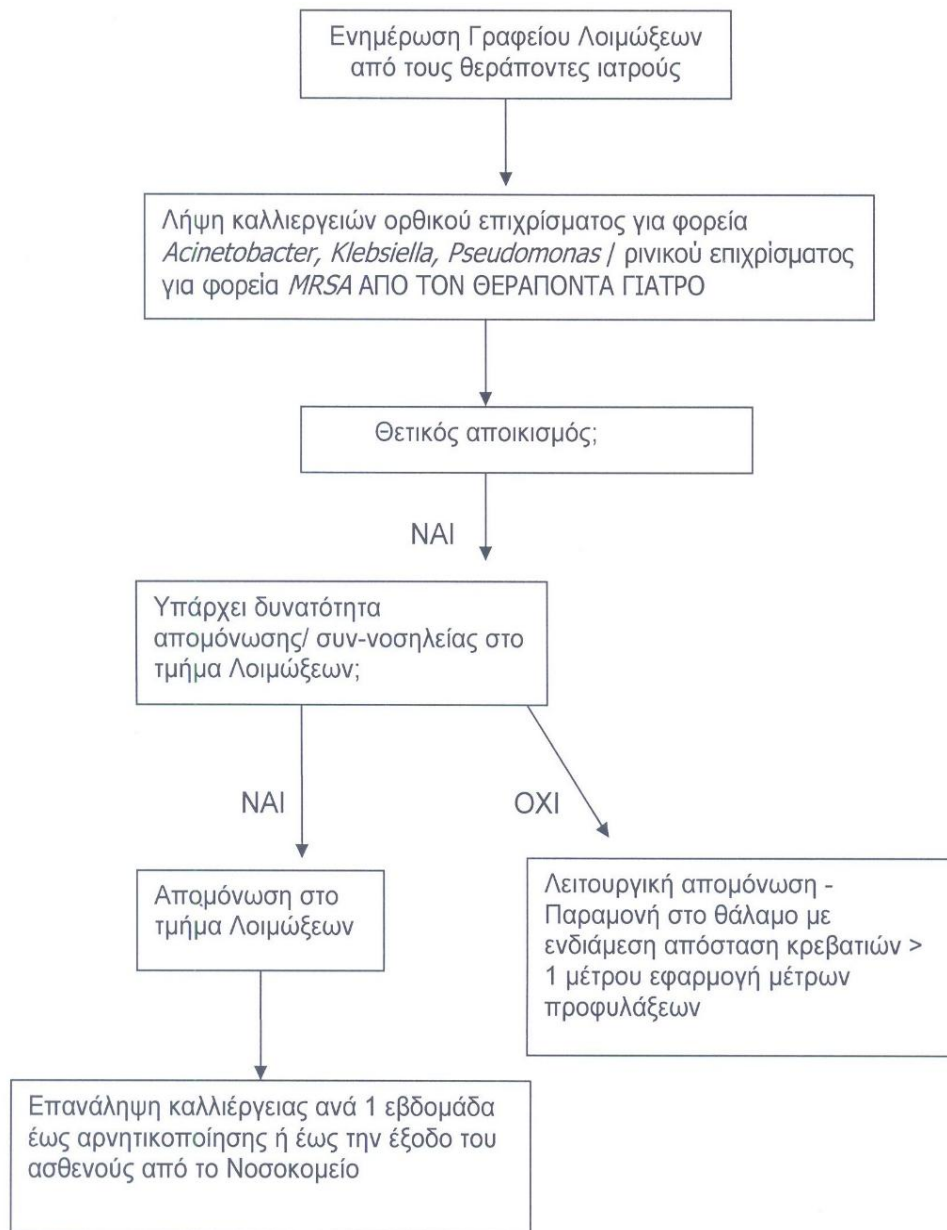 Ενημέρωση Γραφείου Λοιμώξεων
από τους θεράποντες ιατρούς
Λήψη καλλιεργειών ορθικού επιχρίσματος για φορεία
Acinetobacter, Klebsiella, Pseudomonas / ρινικού επιχρίσματος
για φορεία MRSA ΑΠΟ ΤΟΝ ΘΕΡΑΠΟΝΤΑ ΓΙΑΤΡΟ
Θετικός αποικισμός;
ΝΑΙ
Υπάρχει δυνατότητα
απομόνωσης/ συν-νοσηλείας στο
τμήμα Λοιμώξεων;
ΝΑΙ
ΟΧΙ
Απομόνωση στο
τμήμα Λοιμώξεων
Λειτουργική απομόνωση -
Παραμονή στο θάλαμο με
ενδιάμεση απόσταση κρεβατιών >
1 μέτρου εφαρμογή μέτρων
προφυλάξεων
Επανάληψη καλλιέργειας ανά 1 εβδομάδα
έως αρνητικοποίησης ή έως την έξοδο του
ασθενούς από το Νοσοκομείο